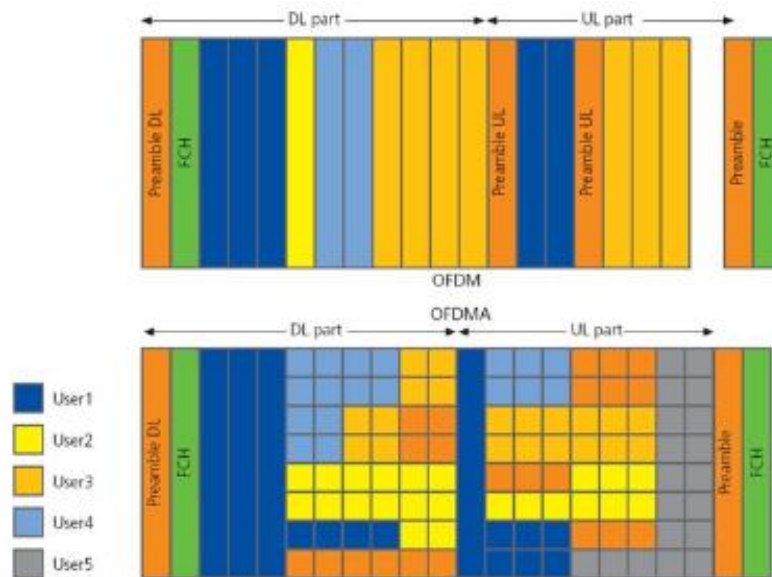 DL part UL part
Preamble DL
FCH
Preamble UL
Preamble UL
Preamble
FCH
OFDM
OFDMA
DL part UL part
User1
User2
User3
User4
User5
Preamble DL
FCH
Preamble
FCH